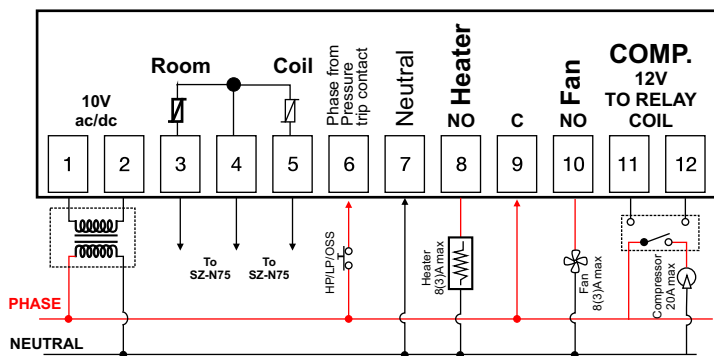 Room
Coil
10V
ac/dc
Phase from
Pressure
trip contact
Neutral
Heater
NO
C
Fan
NO
COMP.
12V
TO RELAY
COIL
1
2
3
4
5
6
7
8
9
10
11
12
To
SZ-N75
To
SZ-N75
HP/LP/OSS
Heater
8(3)A max
Fan
8(3)A max
Compressor
20A max
PHASE
NEUTRAL